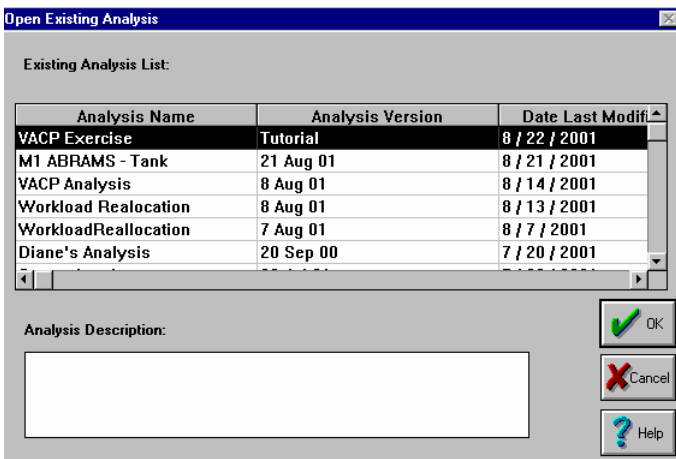 Open Existing Analysis
Existing Analysis List:
Analysis Name Analysis Version Date Last Modifi
VACP Exercise Tutorial 8 / 22 / 2001
M1 ABRAMS - Tank 21 Aug 01 8 / 21 / 2001
VACP Analysis 8 Aug 01 8 / 14 / 2001
Workload Realocation 8 Aug 01 8 / 13 / 2001
WorkloadReallocation 7 Aug 01 8 / 7 / 2001
Diane's Analysis 20 Sep 00 7 / 20 / 2001
Analysis Description:
OK
Cancel
Help